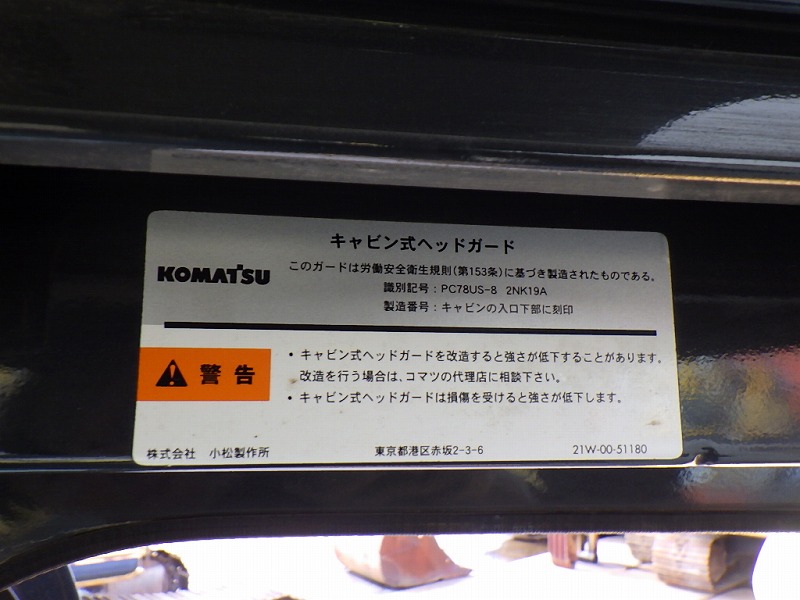 キャビン式ヘッドガード
KOMATSU
このガードは労働安全衛生規則(第153条)に基づき製造されたものである。
識別記号：PC78US-8 2NK19A
製造番号：キャビンの入口下部に刻印
警告
・キャビン式ヘッドガードを改造すると強さが低下することがあります。
改造を行う場合は、コマツの代理店に相談下さい。
・キャビン式ヘッドガードは損傷を受けると強さが低下します。
株式会社 小松製作所 東京都港区赤坂2-3-6 21W-00-51180